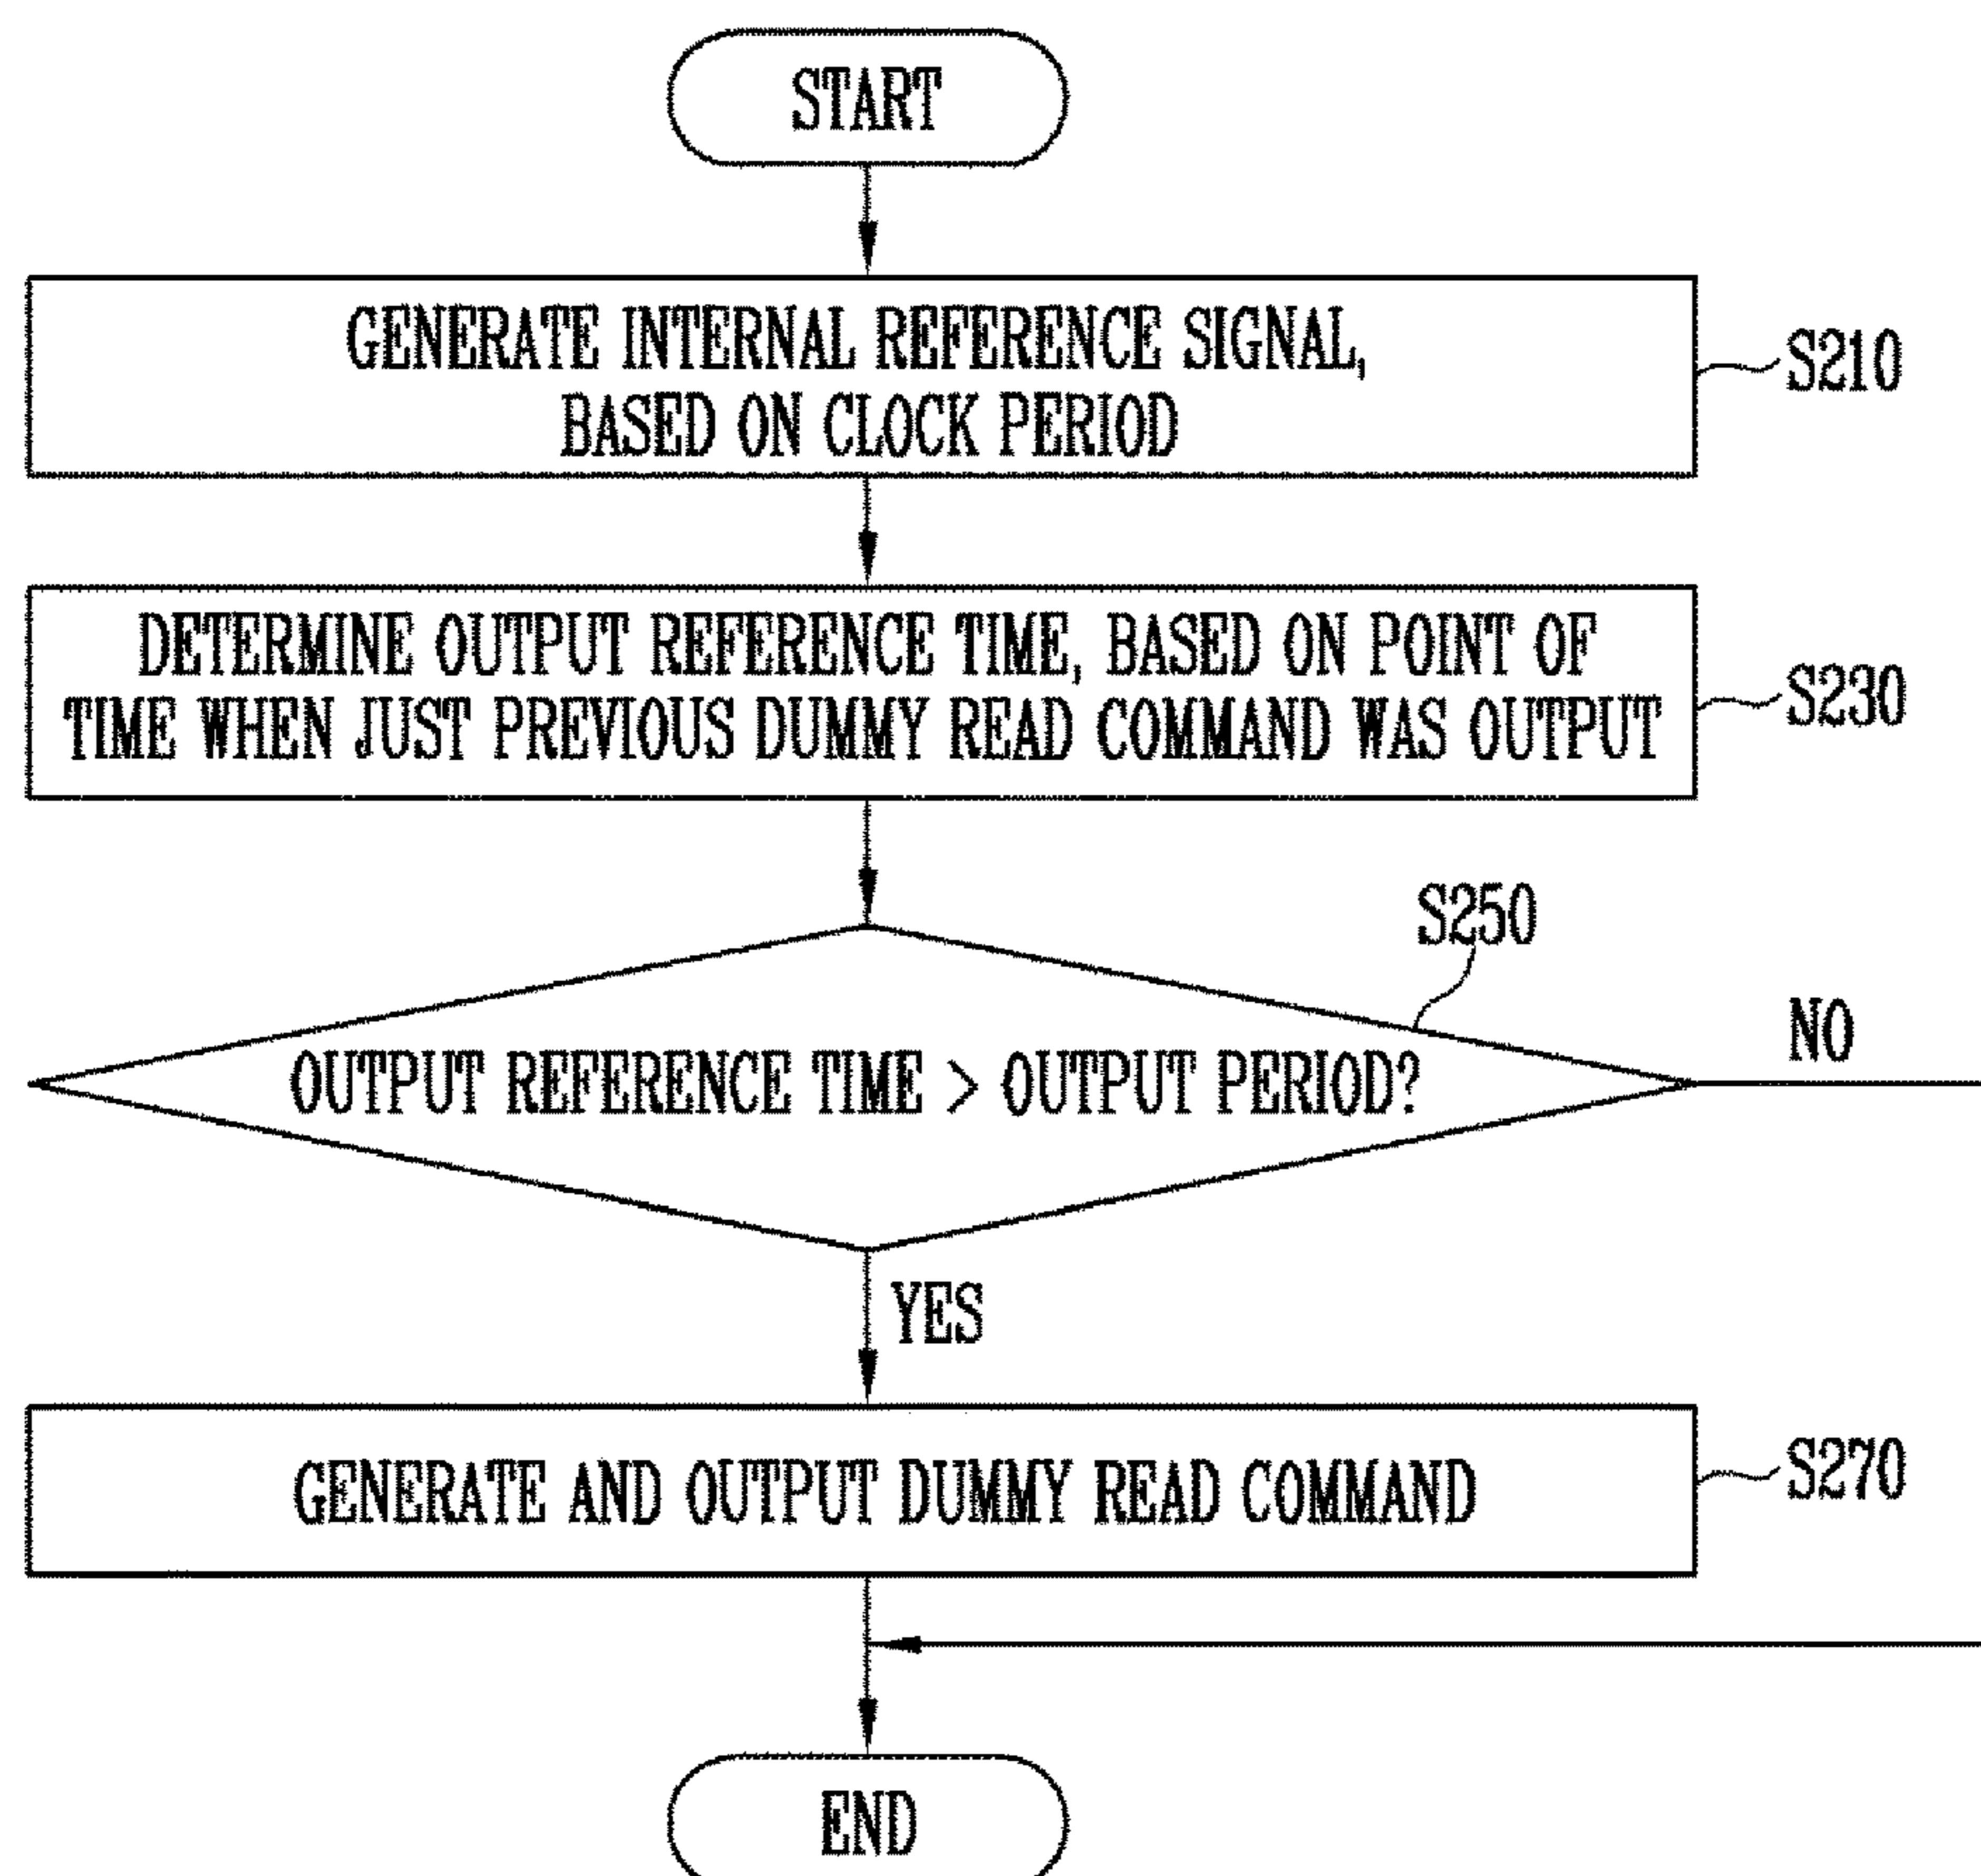 START
GENERATE INTERNAL REFERENCE SIGNAL,
BASED ON CLOCK PERIOD
S210
DETERMINE OUTPUT REFERENCE TIME, BASED ON POINT OF
TIME WHEN JUST PREVIOUS DUMMY READ COMMAND WAS OUTPUT
S230
S250
OUTPUT REFERENCE TIME > OUTPUT PERIOD?
NO
YES
GENERATE AND OUTPUT DUMMY READ COMMAND
S270
END